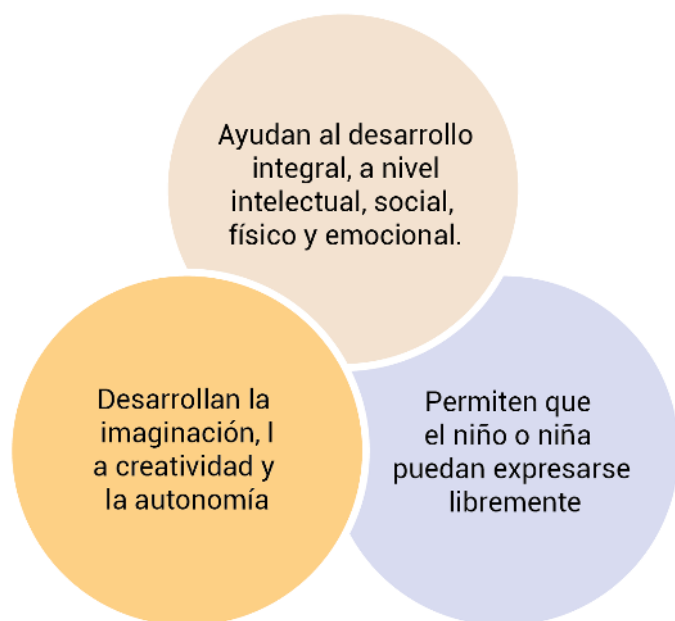 Ayudan al desarrollo
integral, a nivel
intelectual, social,
físico y emocional.
Desarrollan la
imaginación, l
a creatividad y
la autonomía
Permiten que
el niño o niña
puedan expresarse
libremente